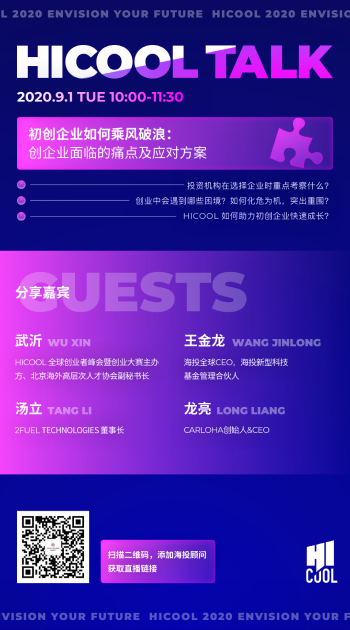 L 2020 ENVISION YOUR FUTURE HICOOL 2020 ENVISIO
HICOOL TALK
2020.9.1 TUE 10:00-11:30
初创企业如何乘风破浪：
创企业面临的痛点及应对方案
投资机构在选择企业时重点考察什么？
创业中会遇到哪些困境？如何化危为机，突出重围？
HICOOL 如何助力初创企业快速成长？
GUESTS
分享嘉宾
武沂 WU XIN
HICOOL 全球创业者峰会暨创业大赛主办
方、北京海外高层次人才协会副秘书长
王金龙 WANG JINLONG
海投全球CEO，海投新型科技
基金管理合伙人
汤立 TANG LI
2FUEL TECHNOLOGIES 董事长
龙亮 LONG LIANG
CARLOHA创始人&CEO
扫描二维码，添加海投顾问
获取直播链接
HI
COOL
VISION YOUR FUTURE HICOOL 2020 ENVISION YOUR F